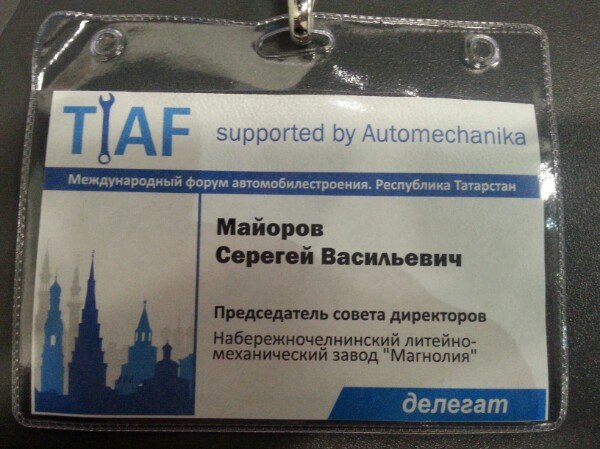 TIAF supported by Automechanika
Международный форум автомобилестроения. Республика Татарстан
Майоров
Серегей Васильевич
Председатель совета директоров
Набережночелнинский литейно-
механический завод "Магнолия"
делегат